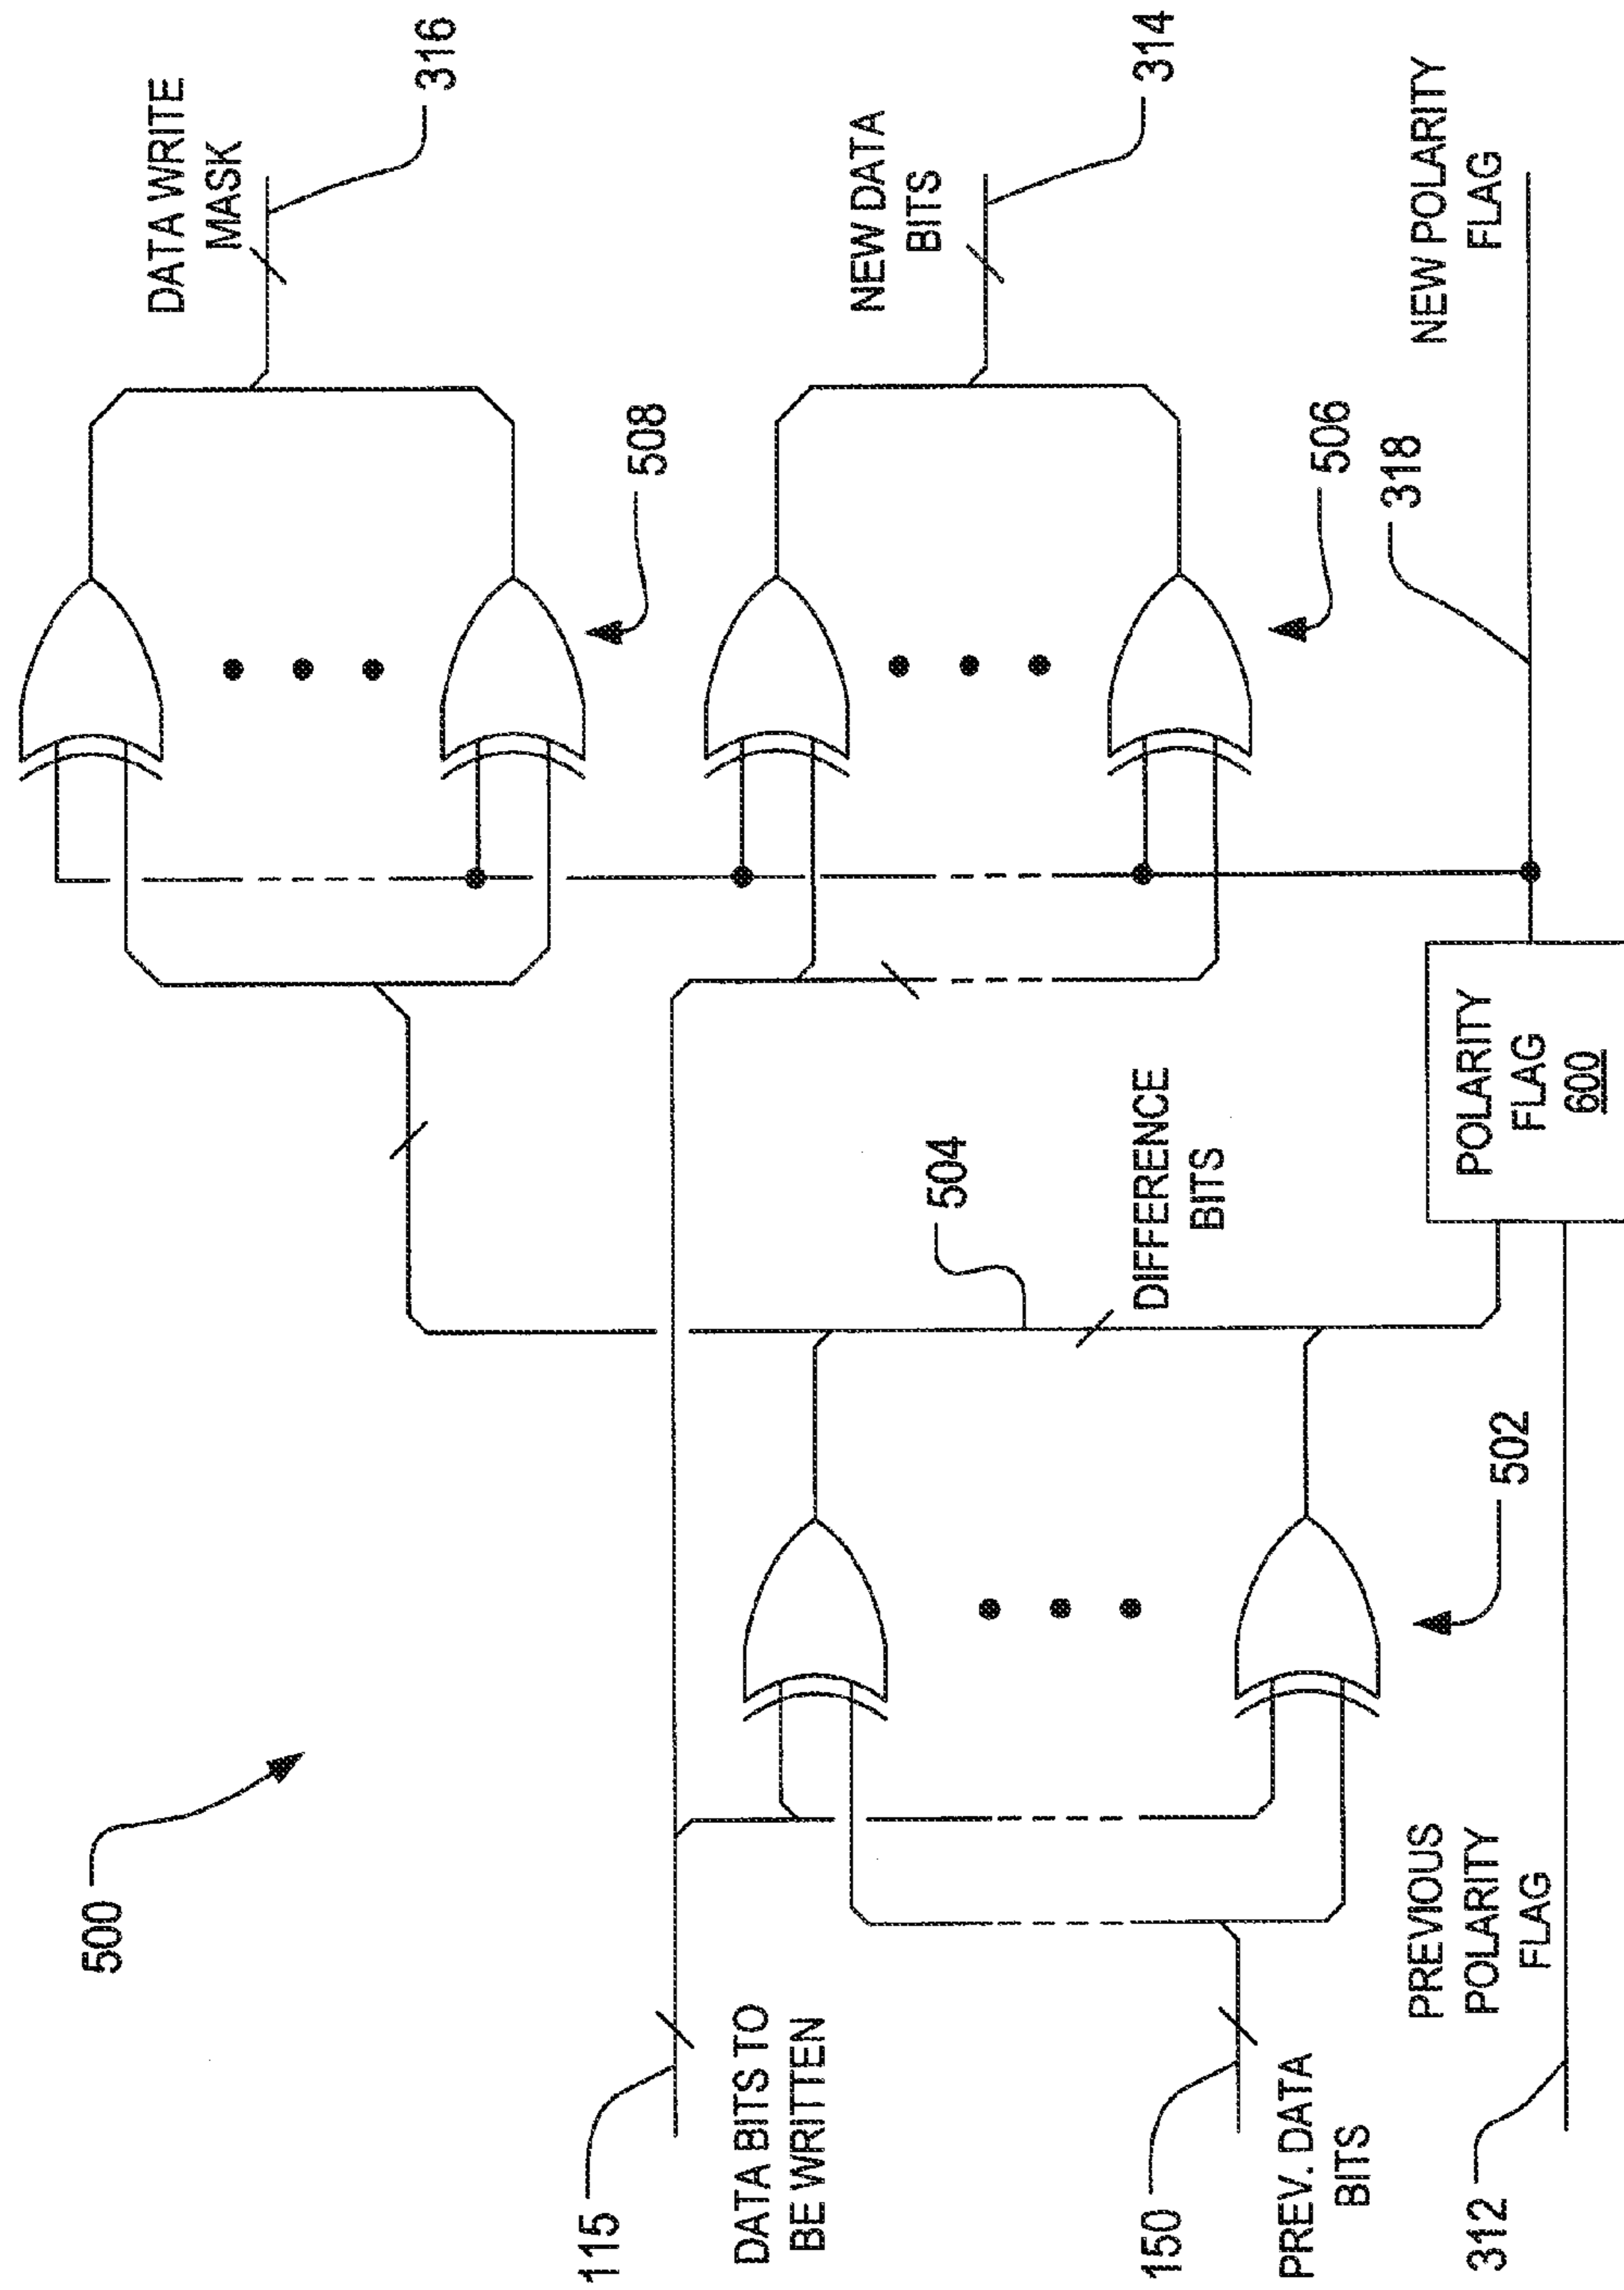 500
115
DATA BITS TO
BE WRITTEN
150
PREV. DATA
BITS
312
PREVIOUS
POLARITY
FLAG
502
504
DIFFERENCE
BITS
POLARITY
FLAG
600
508
506
318
DATA WRITE
MASK
316
NEW DATA
BITS
314
NEW POLARITY
FLAG